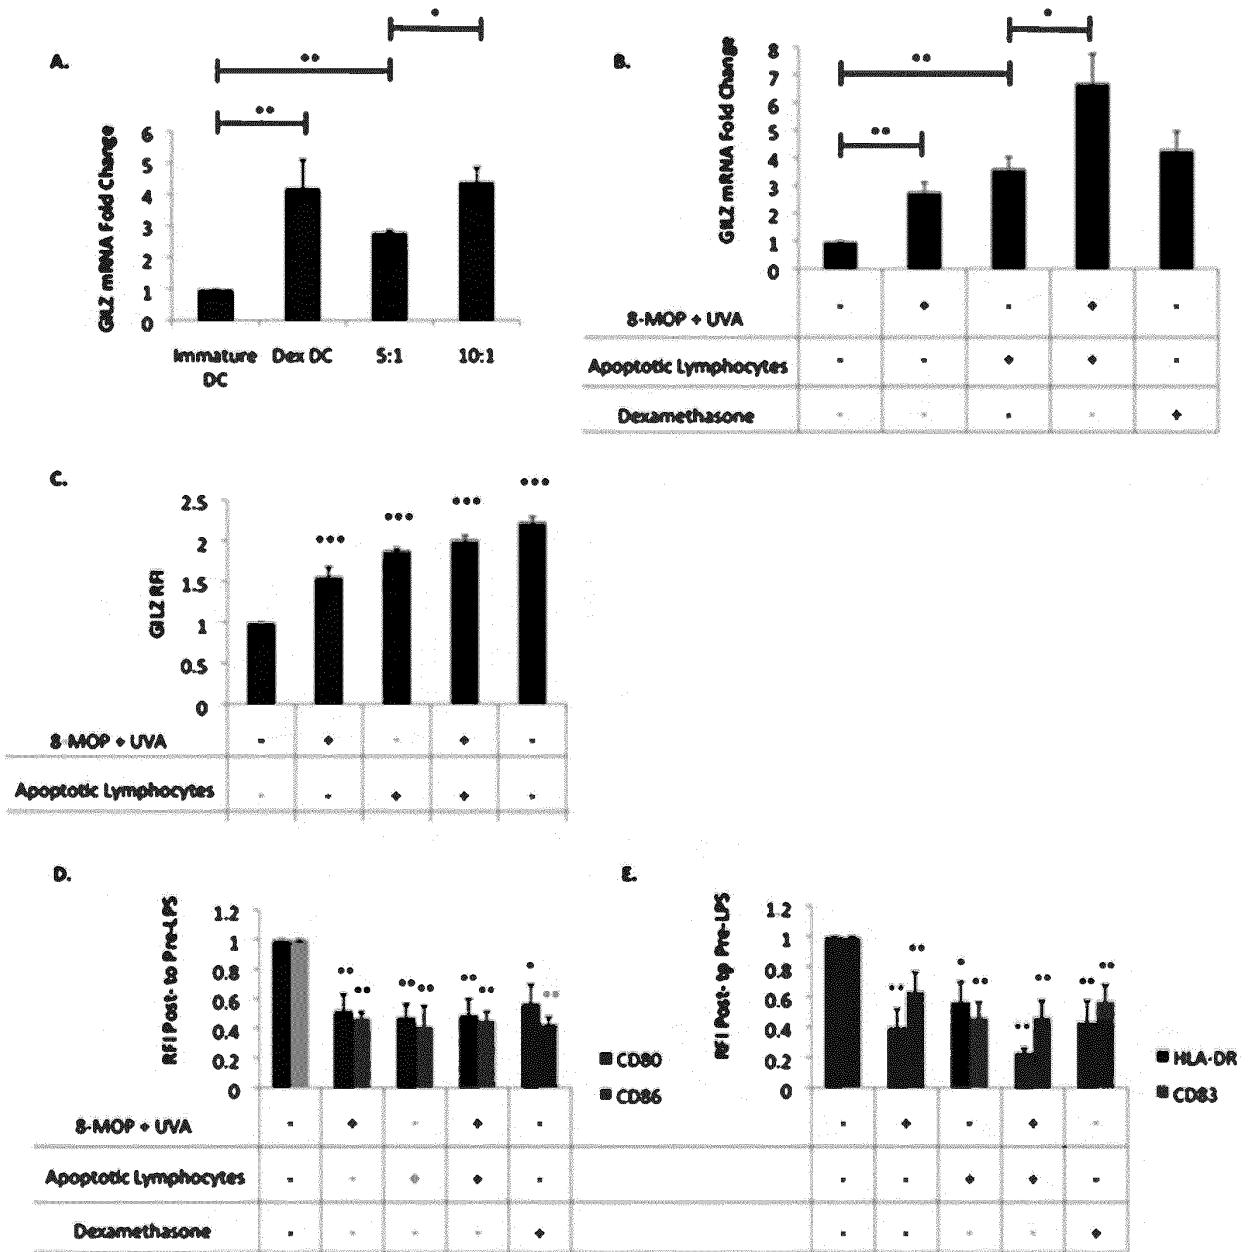 A.
GILZ mRNA Fold Change
6
5
4
3
2
1
0
**
**
*
Immature DC
Dex DC
5:1
10:1
B.
GILZ mRNA Fold Change
8
7
6
5
4
3
2
1
0
**
**
*
8-MOP + UVA - + - + -
Apoptotic Lymphocytes - - + + -
Dexamethasone - - - - +
C.
GILZ RFI
2.5
2
1.5
1
0.5
0
***
***
***
***
8-MOP + UVA - + - + -
Apoptotic Lymphocytes - - + + -
D.
RFI Post- to Pre-LPS
1.2
1
0.8
0.6
0.4
0.2
0
** ** ** ** ** ** * **
CD80
CD86
8-MOP + UVA - + - + -
Apoptotic Lymphocytes - - + + -
Dexamethasone - - - - +
E.
RFI Post- tp Pre-LPS
1.2
1
0.8
0.6
0.4
0.2
0
** ** * ** ** ** ** **
HLA-DR
CD83
- + - + -
- - + + -
- - - - +